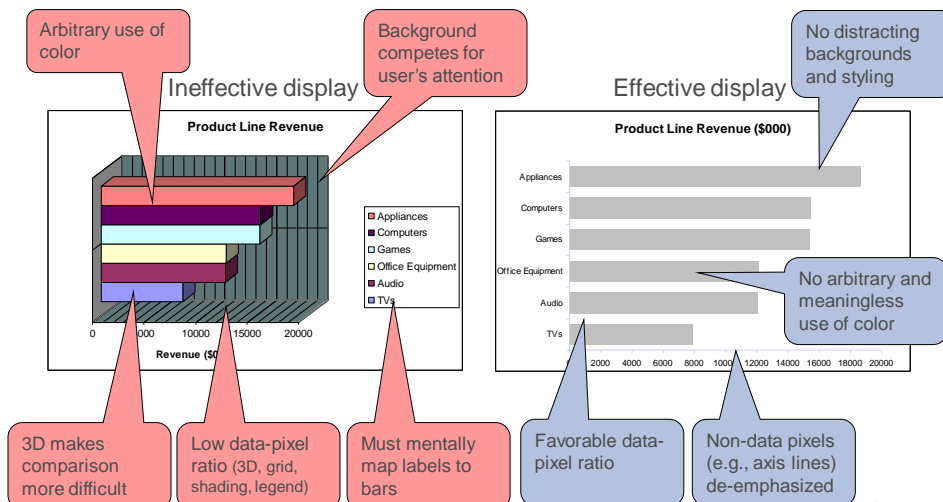 Arbitrary use of
color
Background
competes for
user's attention
No distracting
backgrounds
and styling
Ineffective display
Product Line Revenue
Appliances
Computers
Games
Office Equipment
Audio
TVs
0
10000
15000
20000
Revenue ($0
3D makes
comparison
more difficult
Low data-pixel
ratio (3D, grid,
shading, legend)
Must mentally
map labels to
bars
Effective display
Product Line Revenue ($000)
Appliances
Computers
Games
Office Equipment
Audio
TVs
2000 4000 6000 8000 10000 12000 14000 16000 18000 20000
No arbitrary and
meaningless
use of color
Favorable data-
pixel ratio
Non-data pixels
(e.g., axis lines)
de-emphasized